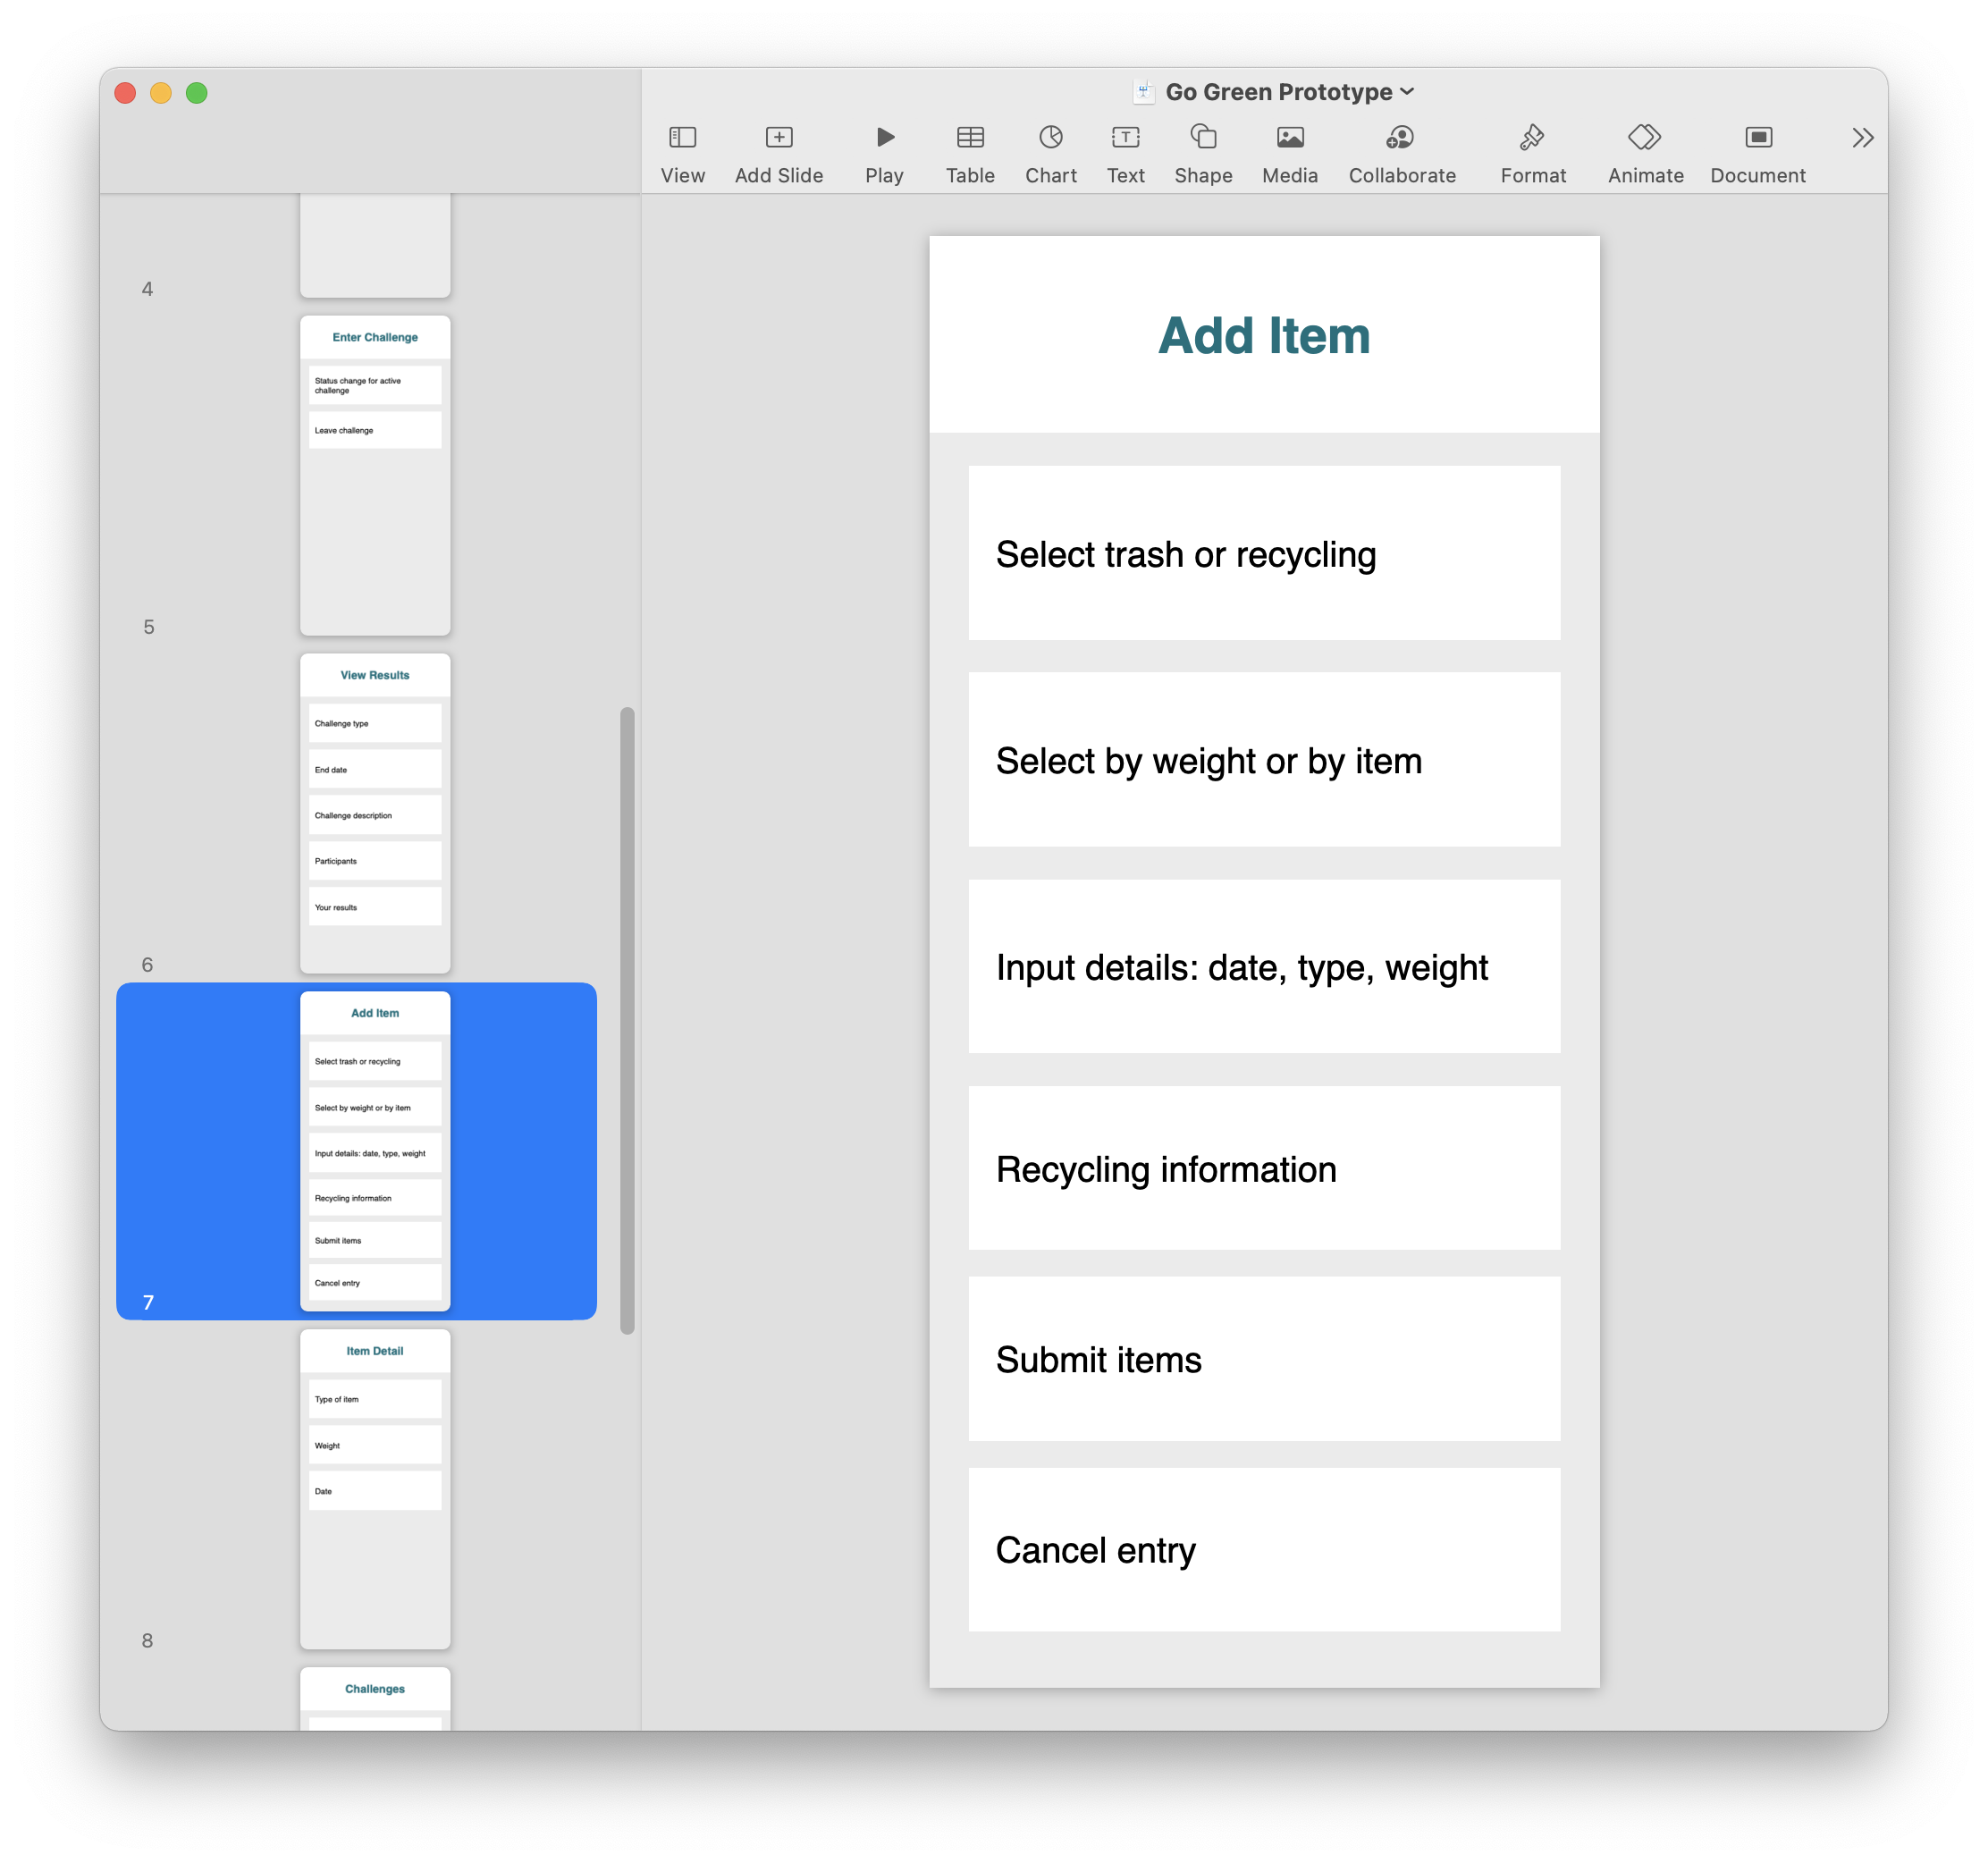 Go Green Prototype
View
Add Slide
Play
Table
Chart
Text
Shape
Media
Collaborate
Format
Animate
Document
4
Enter Challenge
Status change for active
challenge
Leave challenge
5
View Results
Challenge type
End date
Challenge description
Participants
Your results
6
Add Item
Select trash or recycling
Select by weight or by item
Input details: date, type, weight
Recycling information
Submit items
Cancel entry
7
Item Detail
Type of item
Weight
Date
8
Challenges
Add Item
Select trash or recycling
Select by weight or by item
Input details: date, type, weight
Recycling information
Submit items
Cancel entry